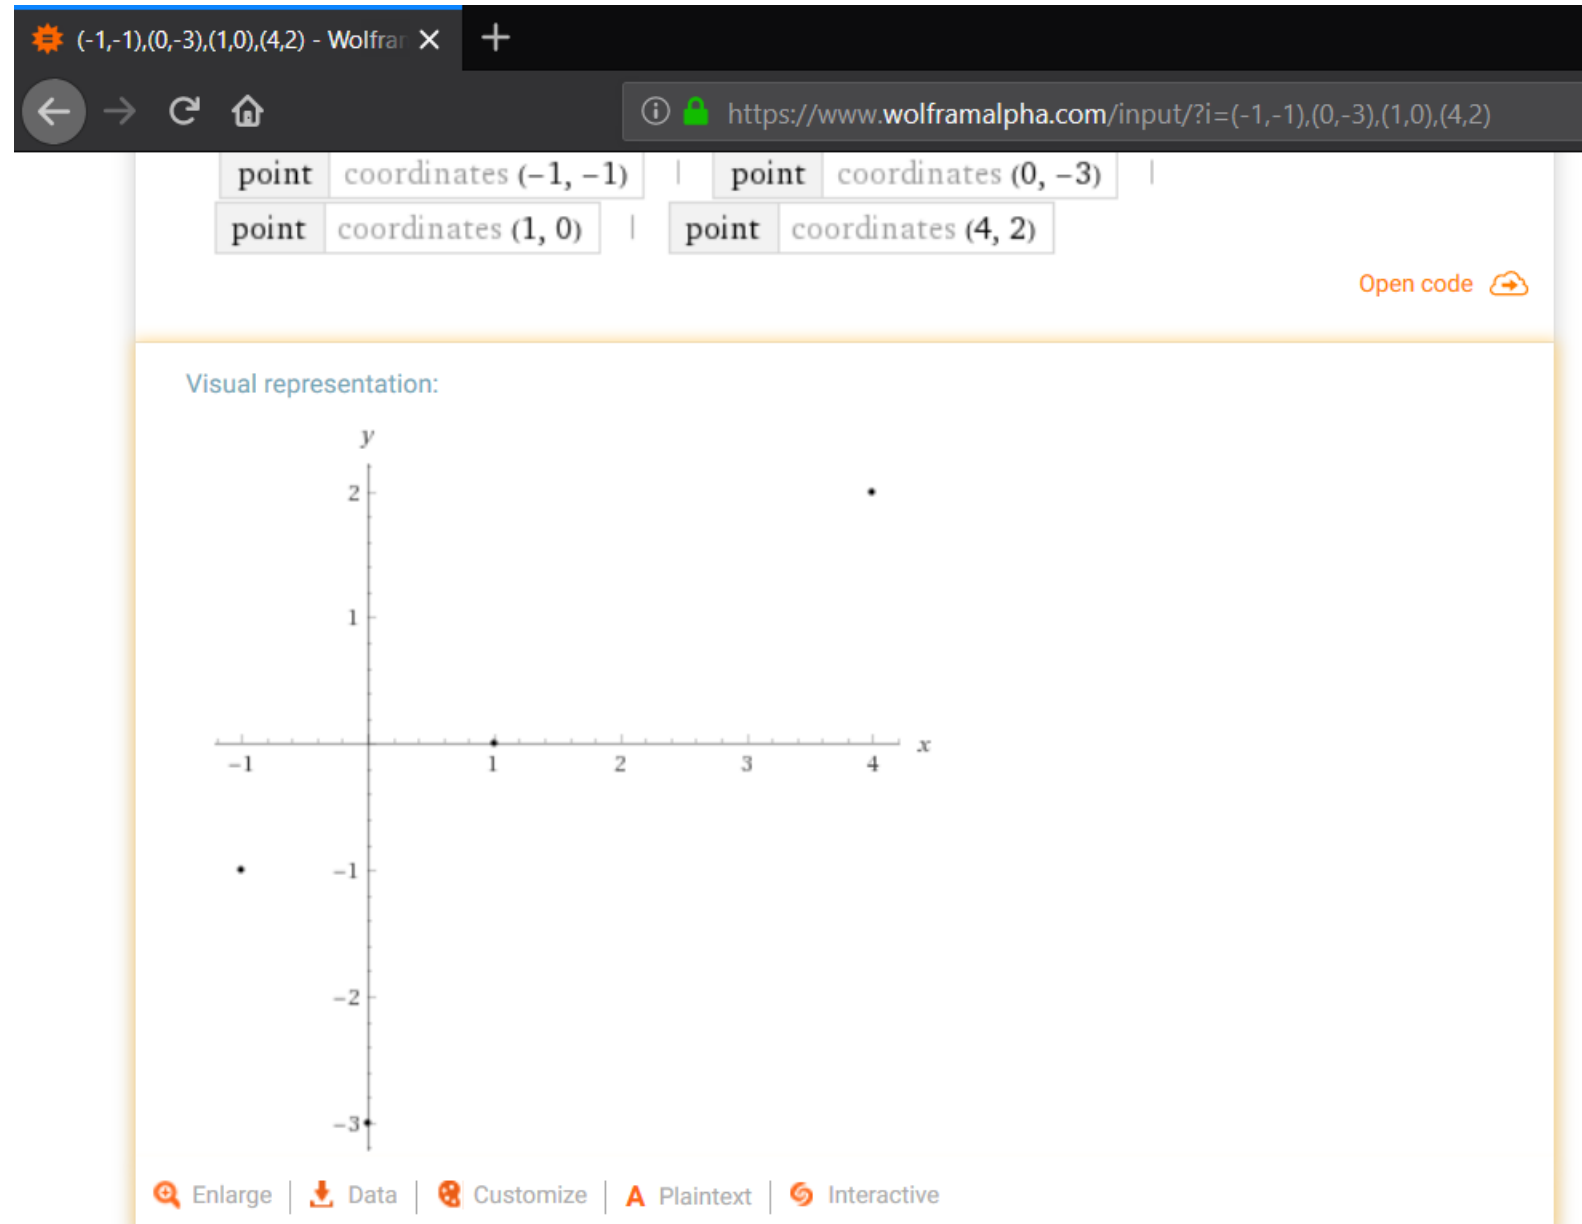 (-1,-1),(0,-3),(1,0),(4,2) - Wolfra
https://www.wolframalpha.com/input/?i=(-1,-1),(0,-3),(1,0),(4,2)
point coordinates (−1, −1) | point coordinates (0, −3) |
point coordinates (1, 0) | point coordinates (4, 2)
Open code
Visual representation:
y
2
1
x
−1 1 2 3 4
−1
−2
−3
Enlarge | Data | Customize | A Plaintext | Interactive